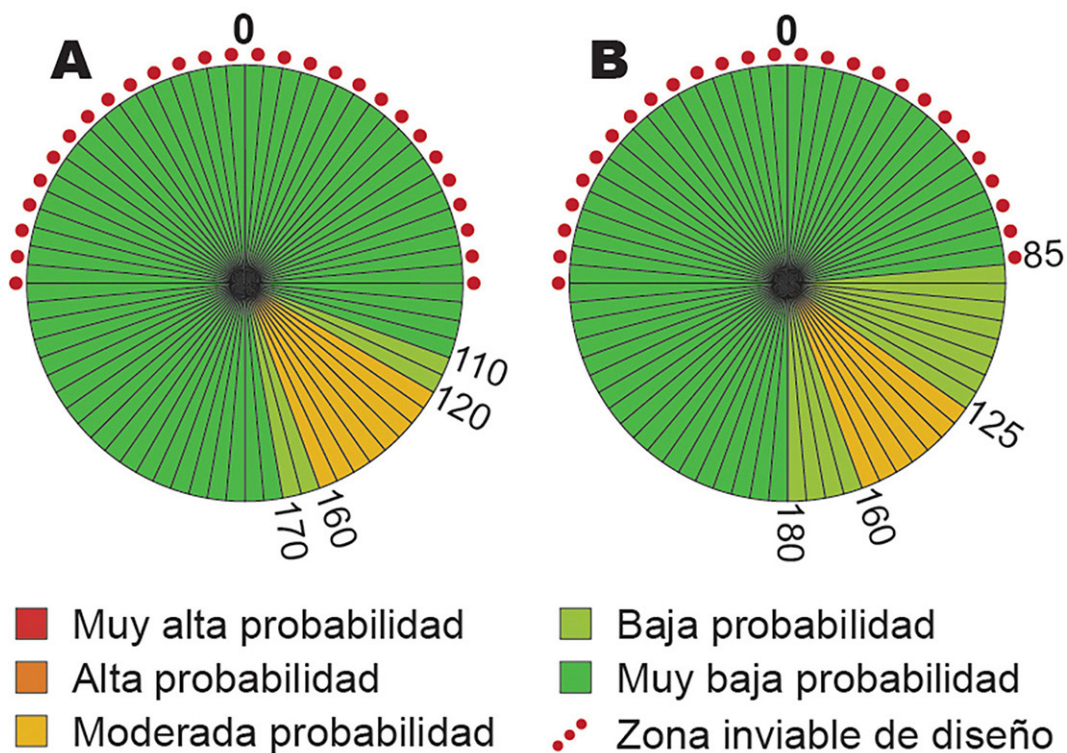 A
0
110
120
160
170
B
0
85
125
160
180
Muy alta probabilidad
Alta probabilidad
Moderada probabilidad
Baja probabilidad
Muy baja probabilidad
Zona inviable de diseño